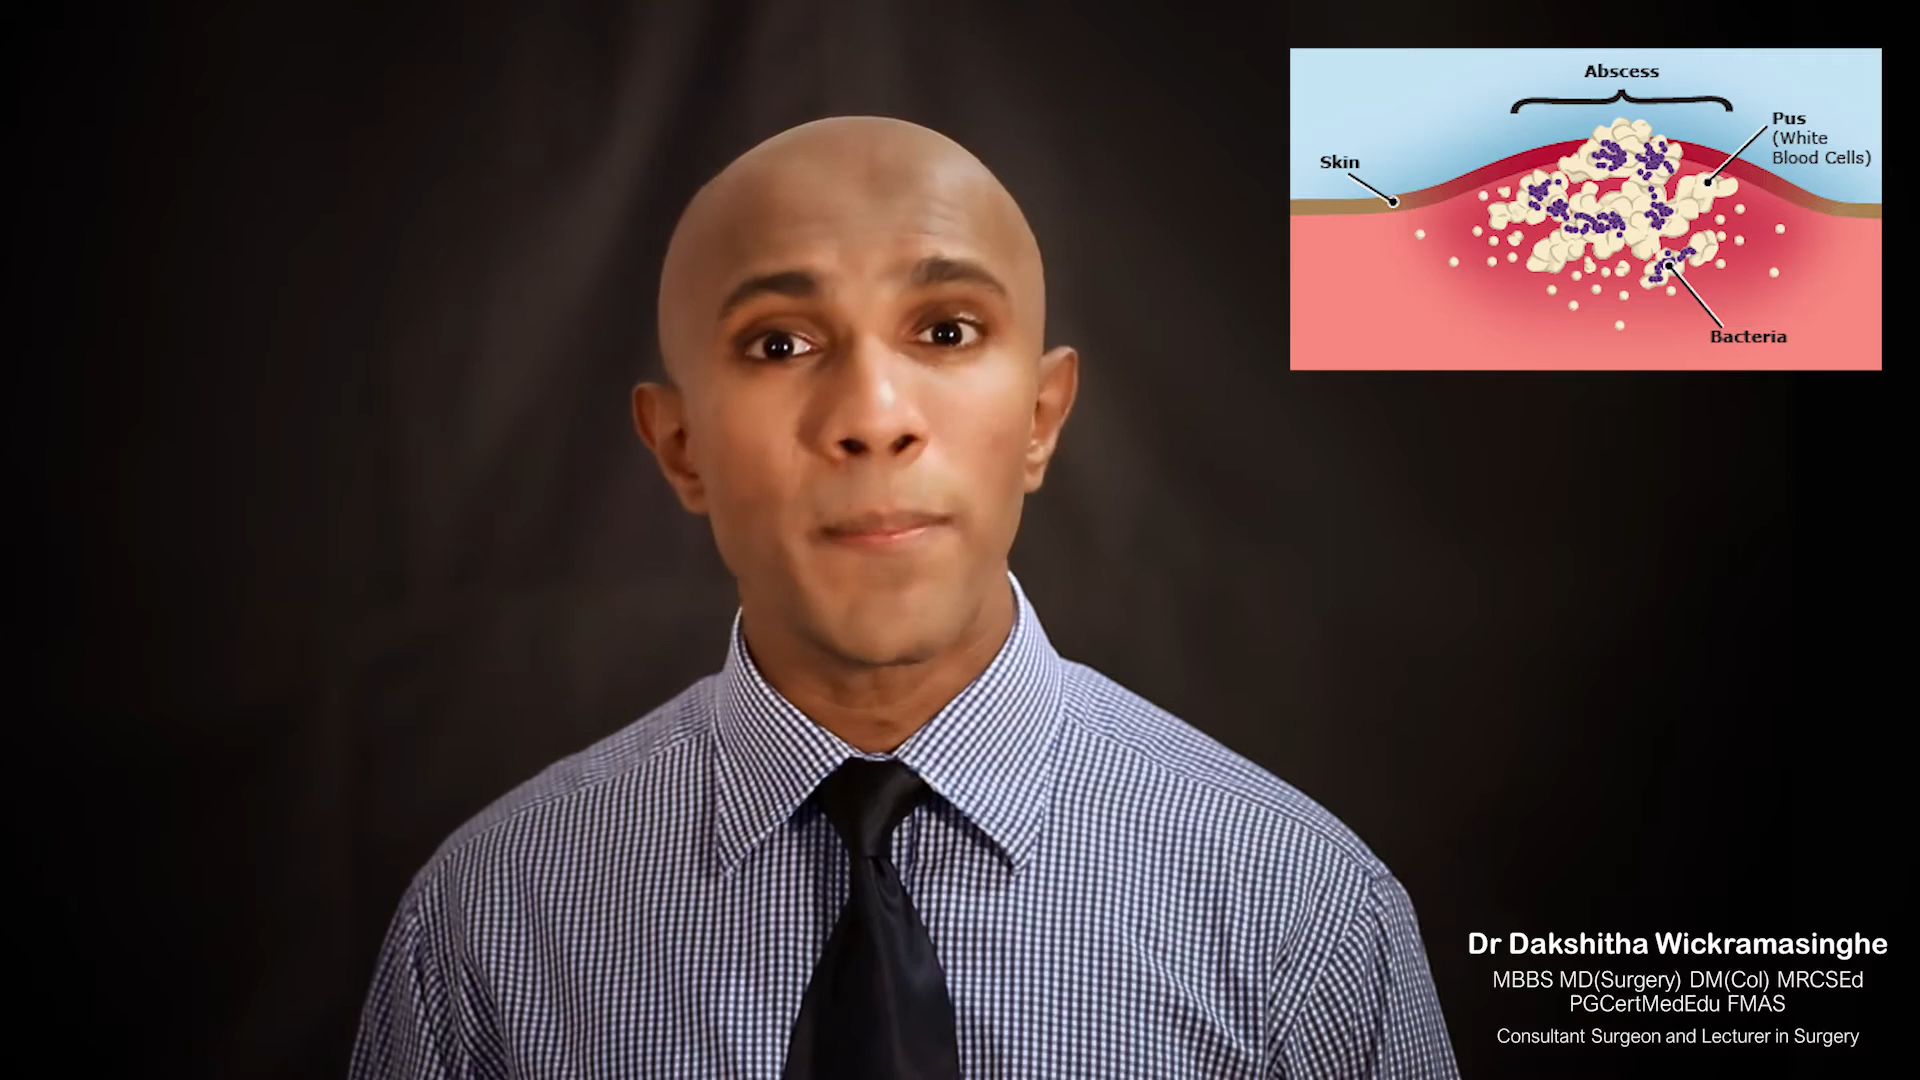 Abscess
Skin
Pus
(White
Blood Cells)
Bacteria
Dr Dakshitha Wickramasinghe
MBBS MD(Surgery) DM(Col) MRCSEd
PGCertMedEdu FMAS
Consultant Surgeon and Lecturer in Surgery